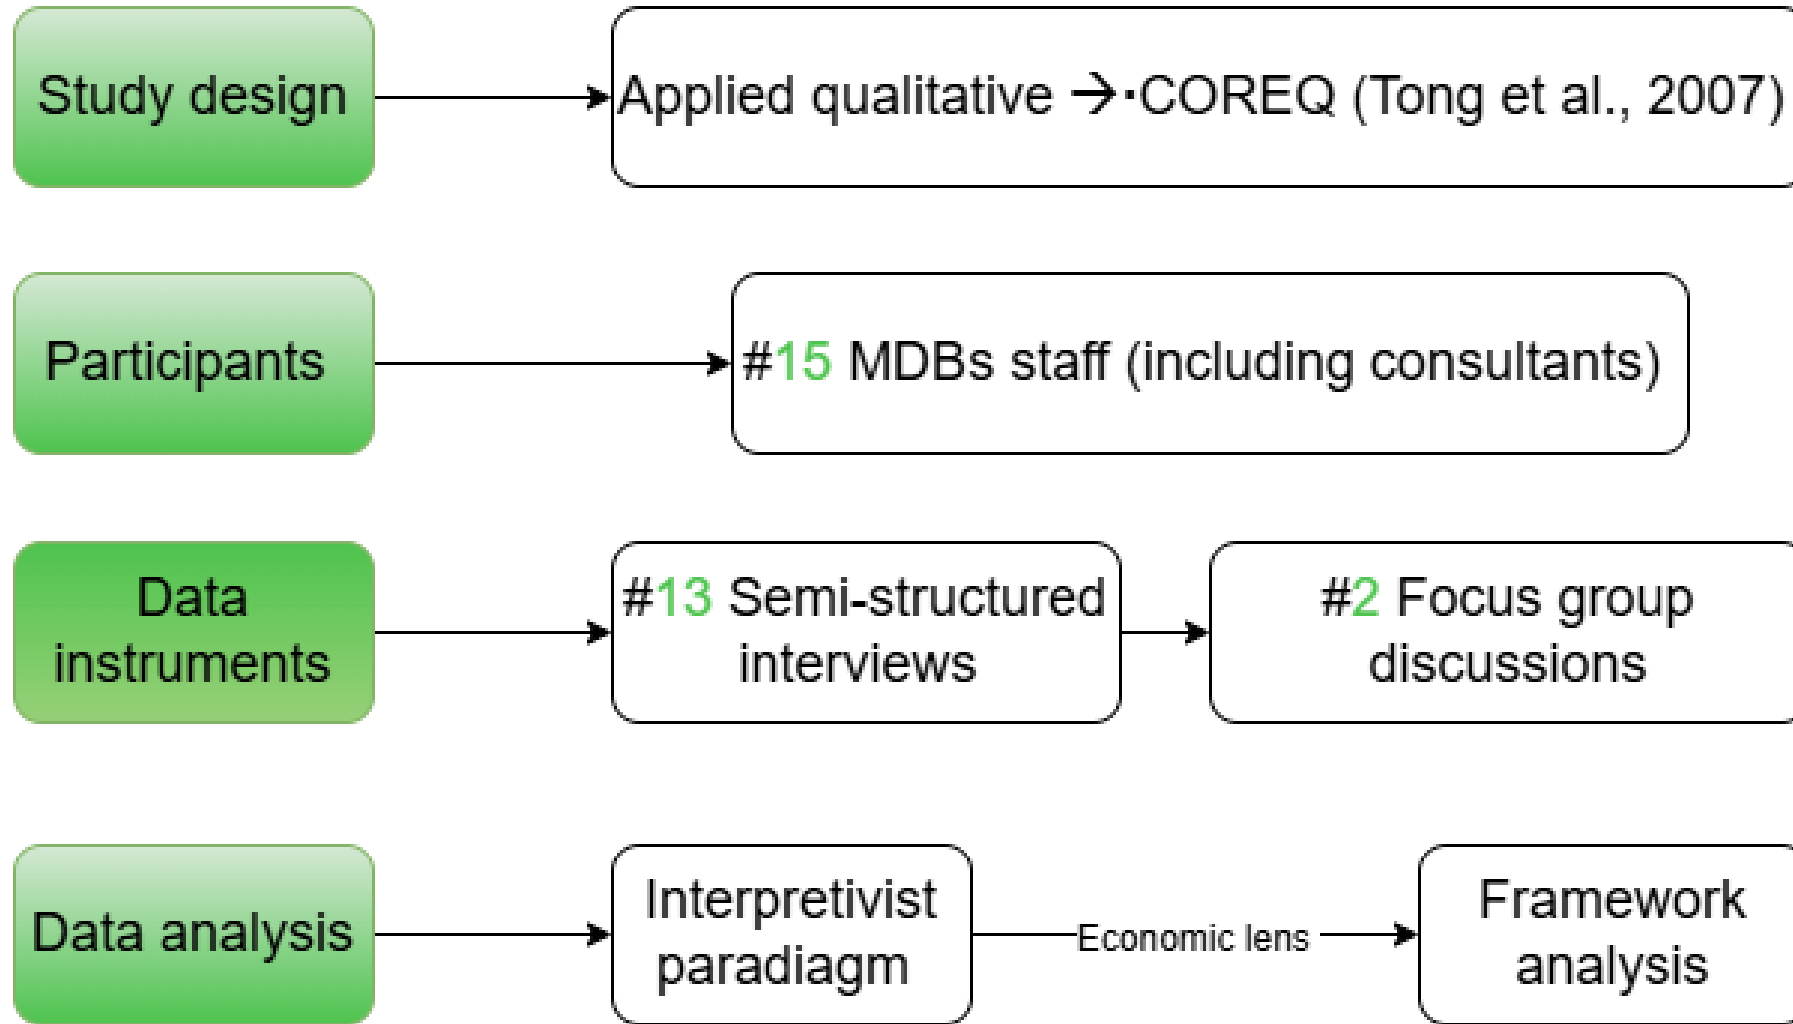 Study design
Applied qualitative →·COREQ (Tong et al., 2007)
Participants
#15 MDBs staff (including consultants)
Data
instruments
#13 Semi-structured
interviews
#2 Focus group
discussions
Data analysis
Interpretivist
paradiagm
Economic lens
Framework
analysis